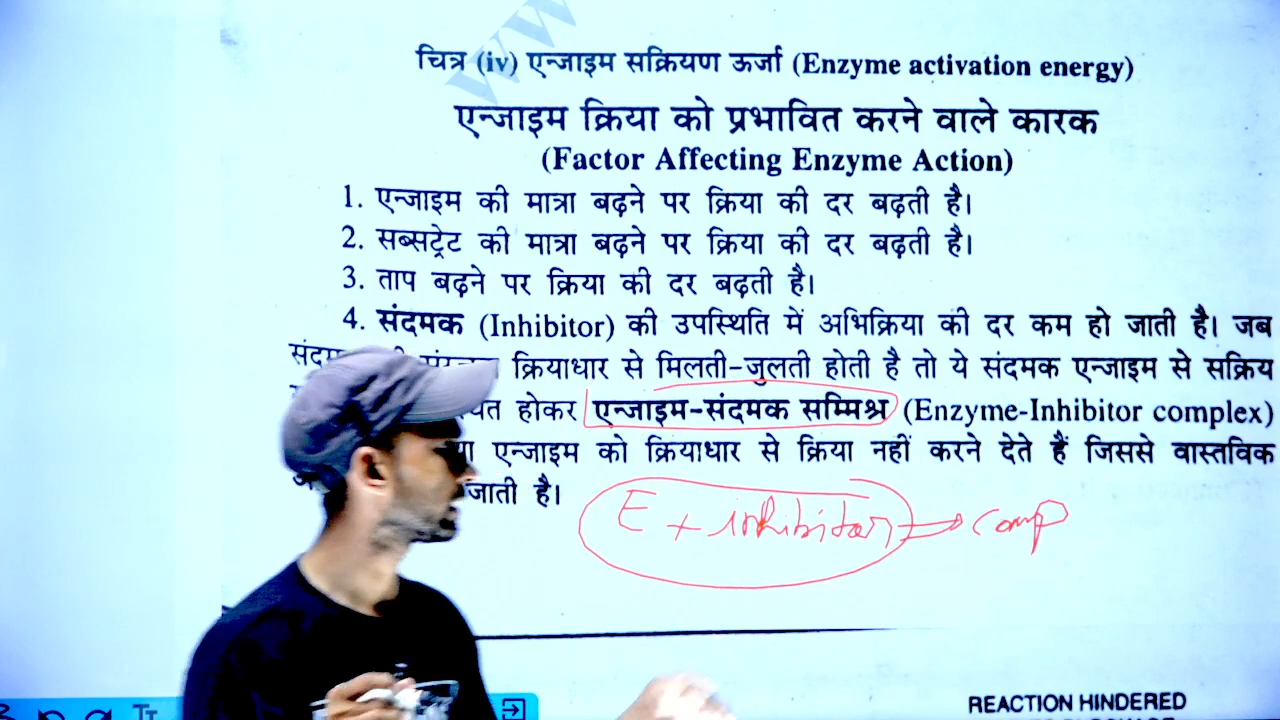 www
चित्र (iv) एन्जाइम सक्रियण ऊर्जा (Enzyme activation energy)
एन्जाइम क्रिया को प्रभावित करने वाले कारक
(Factor Affecting Enzyme Action)
1. एन्जाइम की मात्रा बढ़ने पर क्रिया की दर बढ़ती है।
2. सब्सट्रेट की मात्रा बढ़ने पर क्रिया की दर बढ़ती है।
3. ताप बढ़ने पर क्रिया की दर बढ़ती है।
4. संदमक (Inhibitor) की उपस्थिति में अभिक्रिया की दर कम हो जाती है। जब
क्रियाधार से मिलती-जुलती होती है तो ये संदमक एन्जाइम से सक्रिय
होकर एन्जाइम-संदमक सम्मिश्र (Enzyme-Inhibitor complex)
एन्जाइम को क्रियाधार से क्रिया नहीं करने देते हैं जिससे वास्तविक
जाती है।
E + inhibitor → comp
REACTION HINDERED